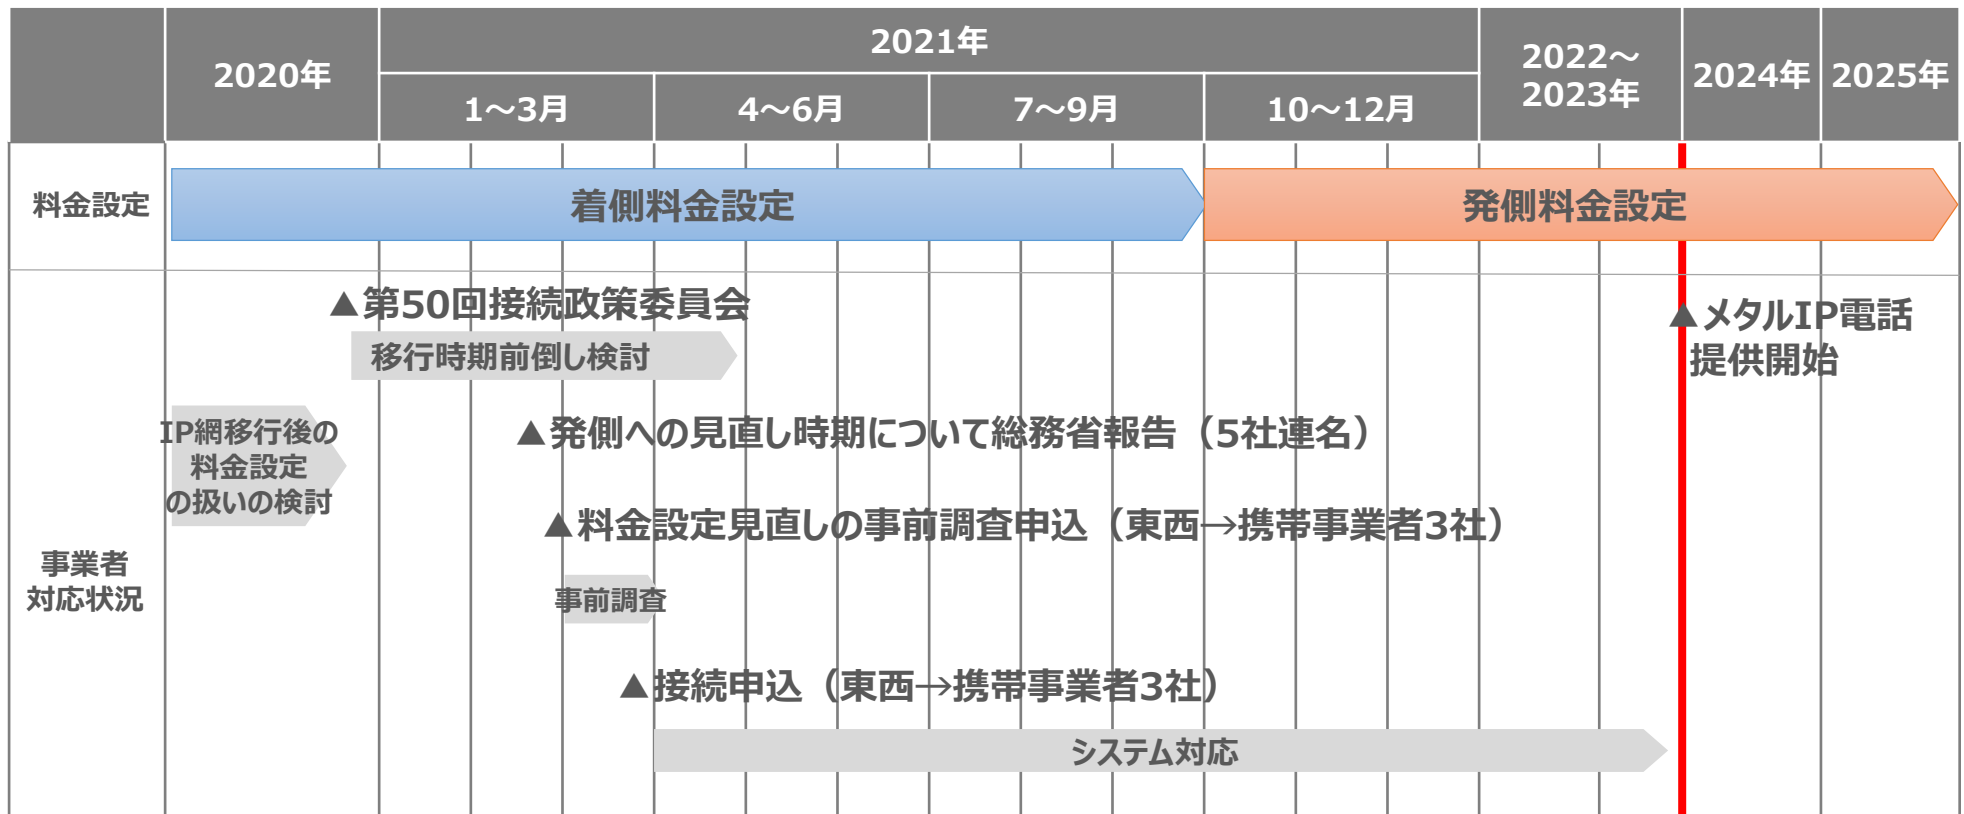 2020年
2021年
2022～
2023年
2024年
2025年
1～3月
4～6月
7～9月
10～12月
料金設定
着側料金設定
発側料金設定
▲第50回接続政策委員会
移行時期前倒し検討
▲メタルIP電話
提供開始
IP網移行後の
料金設定
の扱いの検討
▲発側への見直し時期について総務省報告（5社連名）
▲料金設定見直しの事前調査申込（東西→携帯事業者3社）
事業者
対応状況
事前調査
▲接続申込（東西→携帯事業者3社）
システム対応